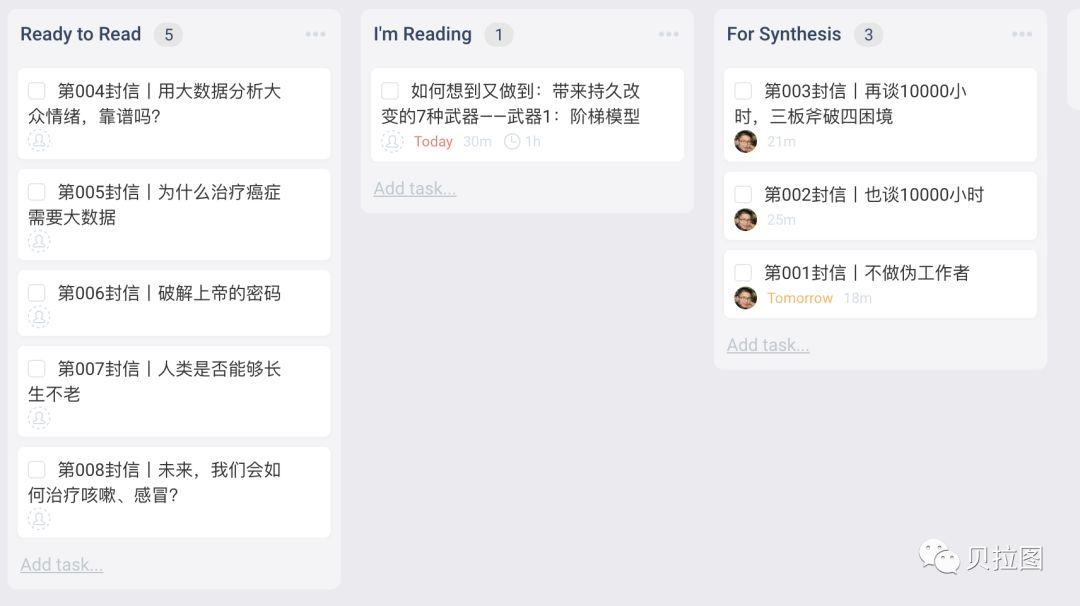 Ready to Read 5
第004封信丨用大数据分析大
众情绪，靠谱吗？
第005封信丨为什么治疗癌症
需要大数据
第006封信丨破解上帝的密码
第007封信丨人类是否能够长
生不老
第008封信丨未来，我们会如
何治疗咳嗽、感冒？
Add task...
I'm Reading 1
如何想到又做到：带来持久改
变的7种武器——武器1：阶梯模型
Today 30m 1h
Add task...
For Synthesis 3
第003封信丨再谈10000小
时，三板斧破四困境
21m
第002封信丨也谈10000小时
25m
第001封信丨不做伪工作者
Tomorrow 18m
Add task...
贝拉图